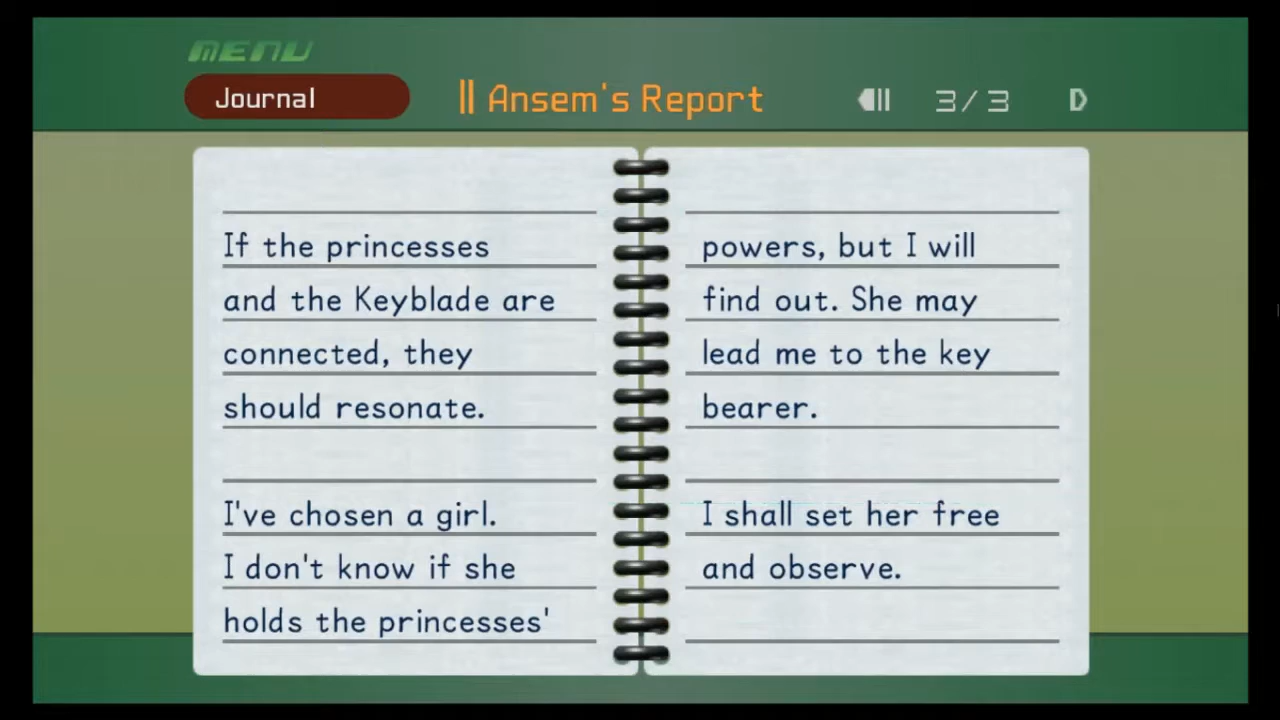 MENU
Journal
Ansem's Report
3/3
If the princesses
and the Keyblade are
connected, they
should resonate.
I've chosen a girl.
I don't know if she
holds the princesses'
powers, but I will
find out. She may
lead me to the key
bearer.
I shall set her free
and observe.